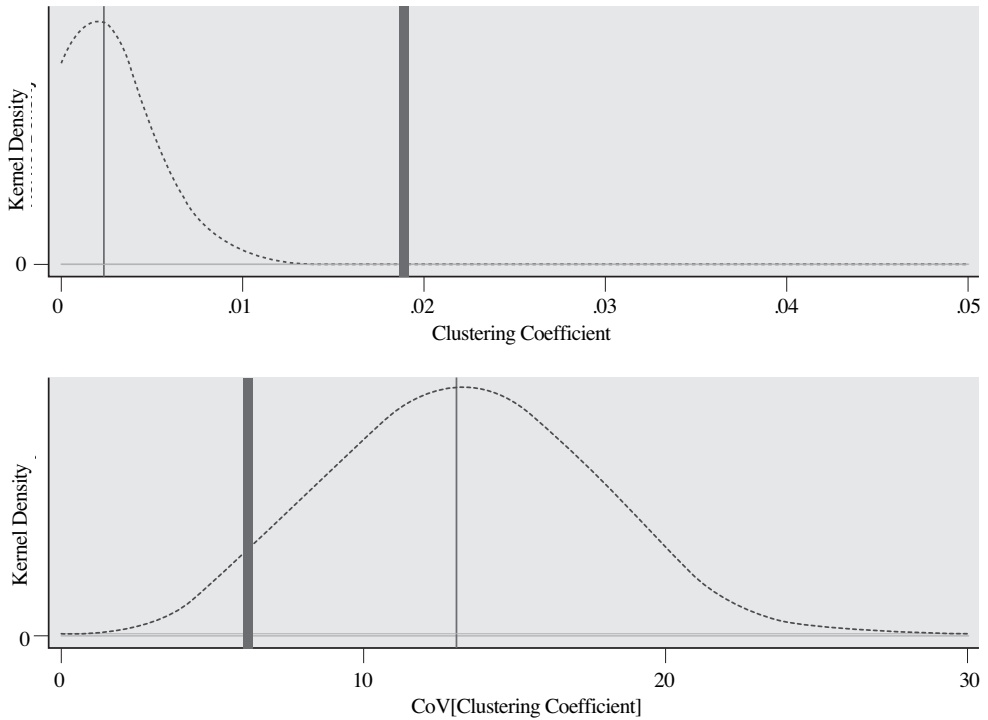 Kernel Density
0
0 .01 .02 .03 .04 .05
Clustering Coefficient
Kernel Density
0
0 10 20 30
CoV[Clustering Coefficient]